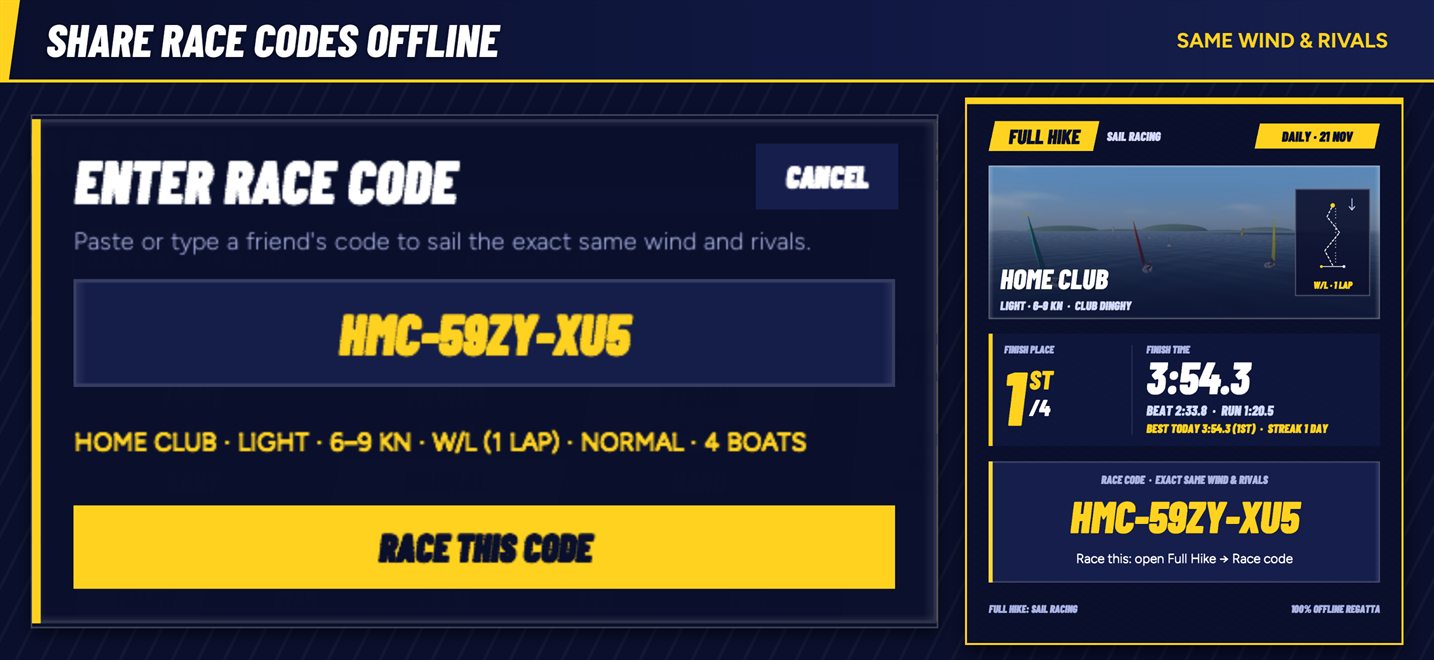 SHARE RACE CODES OFFLINE
SAME WIND & RIVALS
ENTER RACE CODE
CANCEL
Paste or type a friend's code to sail the exact same wind and rivals.
HMC-59ZY-XU5
HOME CLUB · LIGHT · 6–9 KN · W/L (1 LAP) · NORMAL · 4 BOATS
RACE THIS CODE
FULL HIKE
SAIL RACING
DAILY · 21 NOV
HOME CLUB
LIGHT · 6–9 KN · CLUB DINGHY
W/L · 1 LAP
FINISH PLACE
1ST
/4
FINISH TIME
3:54.3
BEAT 2:33.8 · RUN 1:20.5
BEST TODAY 3:54.3 (1ST) · STREAK 1 DAY
RACE CODE · EXACT SAME WIND & RIVALS
HMC-59ZY-XU5
Race this: open Full Hike → Race code
FULL HIKE: SAIL RACING
100% OFFLINE REGATTA